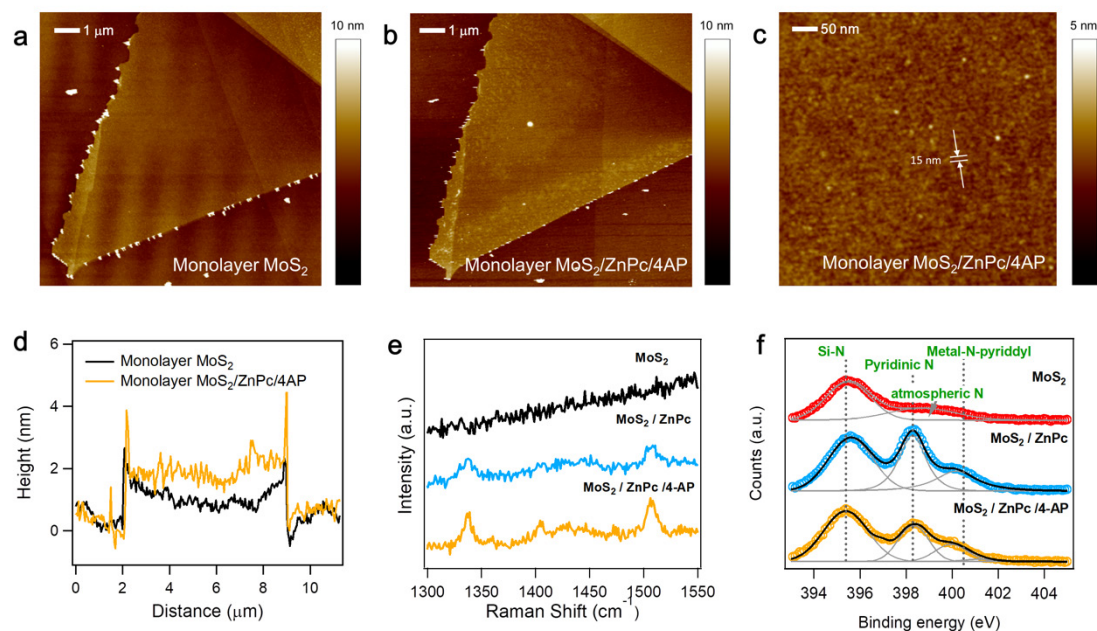 a
1 μm
10 nm
Monolayer MoS₂
b
1 μm
10 nm
Monolayer MoS₂/ZnPc/4AP
c
50 nm
5 nm
15 nm
Monolayer MoS₂/ZnPc/4AP
d
Monolayer MoS₂
Monolayer MoS₂/ZnPc/4AP
Height (nm)
6
4
2
0
0 2 4 6 8 10
Distance (μm)
e
MoS₂
MoS₂ / ZnPc
MoS₂ / ZnPc /4-AP
Intensity (a.u.)
1300 1350 1400 1450 1500 1550
Raman Shift (cm⁻¹)
f
Si-N
Metal-N-pyriddyl
Pyridinic N
MoS₂
atmospheric N
MoS₂ / ZnPc
MoS₂ / ZnPc /4-AP
Counts (a.u.)
394 396 398 400 402 404
Binding energy (eV)